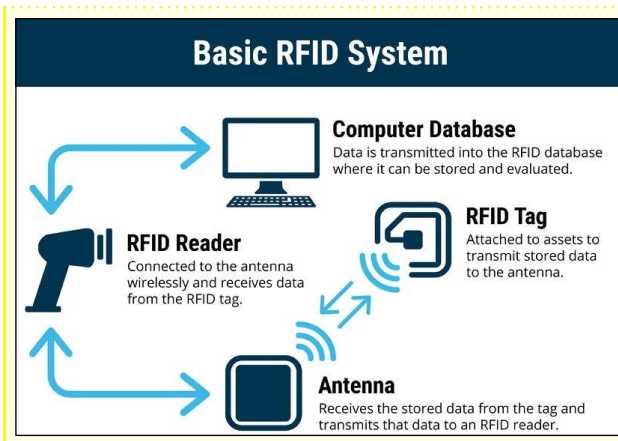 Basic RFID System
Computer Database
Data is transmitted into the RFID database
where it can be stored and evaluated.
RFID Tag
Attached to assets to
transmit stored data
to the antenna.
RFID Reader
Connected to the antenna
wirelessly and receives data
from the RFID tag.
Antenna
Receives the stored data from the tag and
transmits that data to an RFID reader.